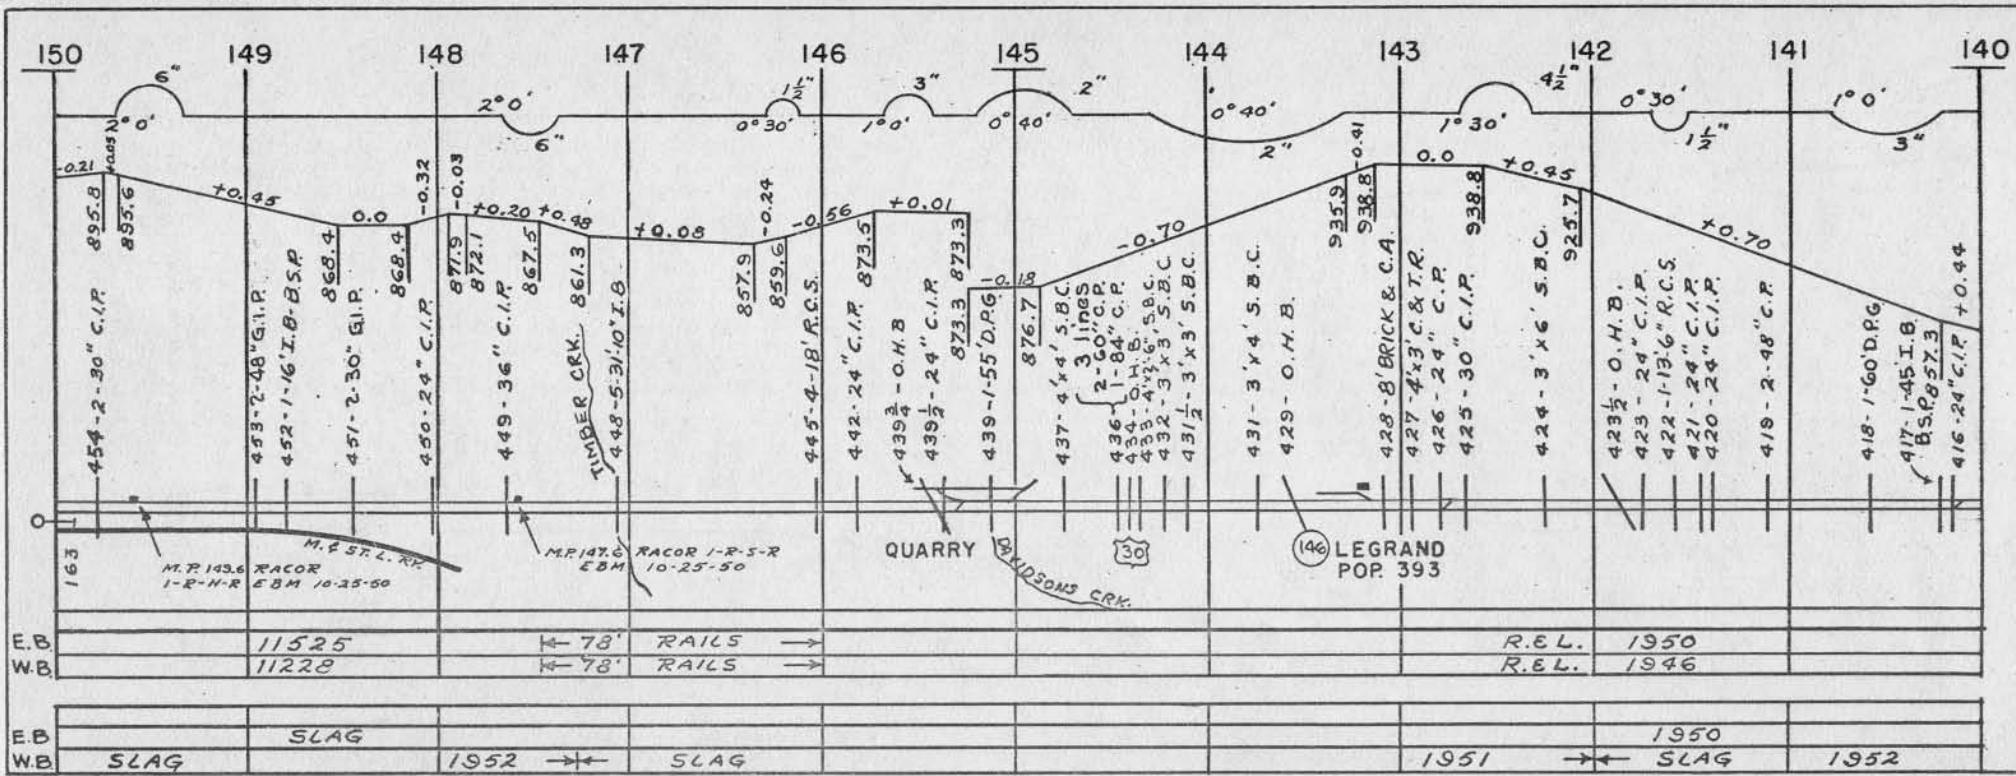 150 149 148 147 146 145 144 143 142 141 140
6" 2°0' 1½" 3" 2" 0°40' 4½" 0°30' 1°0'
2°0' 6" 0°30' 1°0' 0°40' 2" 1°30' 1½" 3"
-0.21 +0.05 +0.45 0.0 -0.32 -0.03 +0.20 +0.48 +0.08 -0.24 -0.56 +0.01 -0.18 -0.70 -0.41 0.0 +0.45 +0.70 +0.44
895.8
895.6
868.4
868.4
871.9
872.1
867.5
861.3
857.9
859.6
873.5
873.3
873.3
876.7
935.9
938.8
938.8
925.7
454-2-30" C.I.P.
453-2-48" G.I.P.
452-1-16' I.B-B.S.P.
451-2-30" G.I.P.
450-24" C.I.P.
449-36" C.I.P.
TIMBER CRK.
448-5-31'-10" I.B.
445-4-18' R.C.S.
442-24" C.I.P.
439¾-O.H.B
439½-24" C.I.P.
439-1-55' D.P.G.
437-4'x4' S.B.C.
3 lines
2-60" C.P.
436-1-84" C.P.
434-O.H.B.
433-4'x2'6" S.B.C.
432-3'x3' S.B.C.
431½-3'x3' S.B.C.
431-3'x4' S.B.C.
429-O.H.B.
428-8' BRICK & C.A.
427-4'x3' C.& T.R.
426-24" C.P.
425-30" C.I.P.
424-3'x6' S.B.C.
423½-O.H.B.
423-24" C.I.P.
422-1-13'6" R.C.S.
421-24" C.I.P.
420-24" C.I.P.
419-2-48" C.P.
418-1-60' D.P.G.
417-1-45' I.B.
B.S.P. 857.3
416-24" C.I.P.
0
163
M. & ST. L. RY.
M.P. 149.6 RACOR
1-R-H-R EBM 10-25-50
M.P. 147.6 RACOR 1-R-S-R
EBM 10-25-50
QUARRY
DAVIDSONS CRK.
30
146 LEGRAND
POP. 393
E.B. 11525 78' RAILS R.E.L. 1950
W.B. 11228 78' RAILS R.E.L. 1946
E.B SLAG 1950
W.B. SLAG 1952 SLAG 1951 SLAG 1952